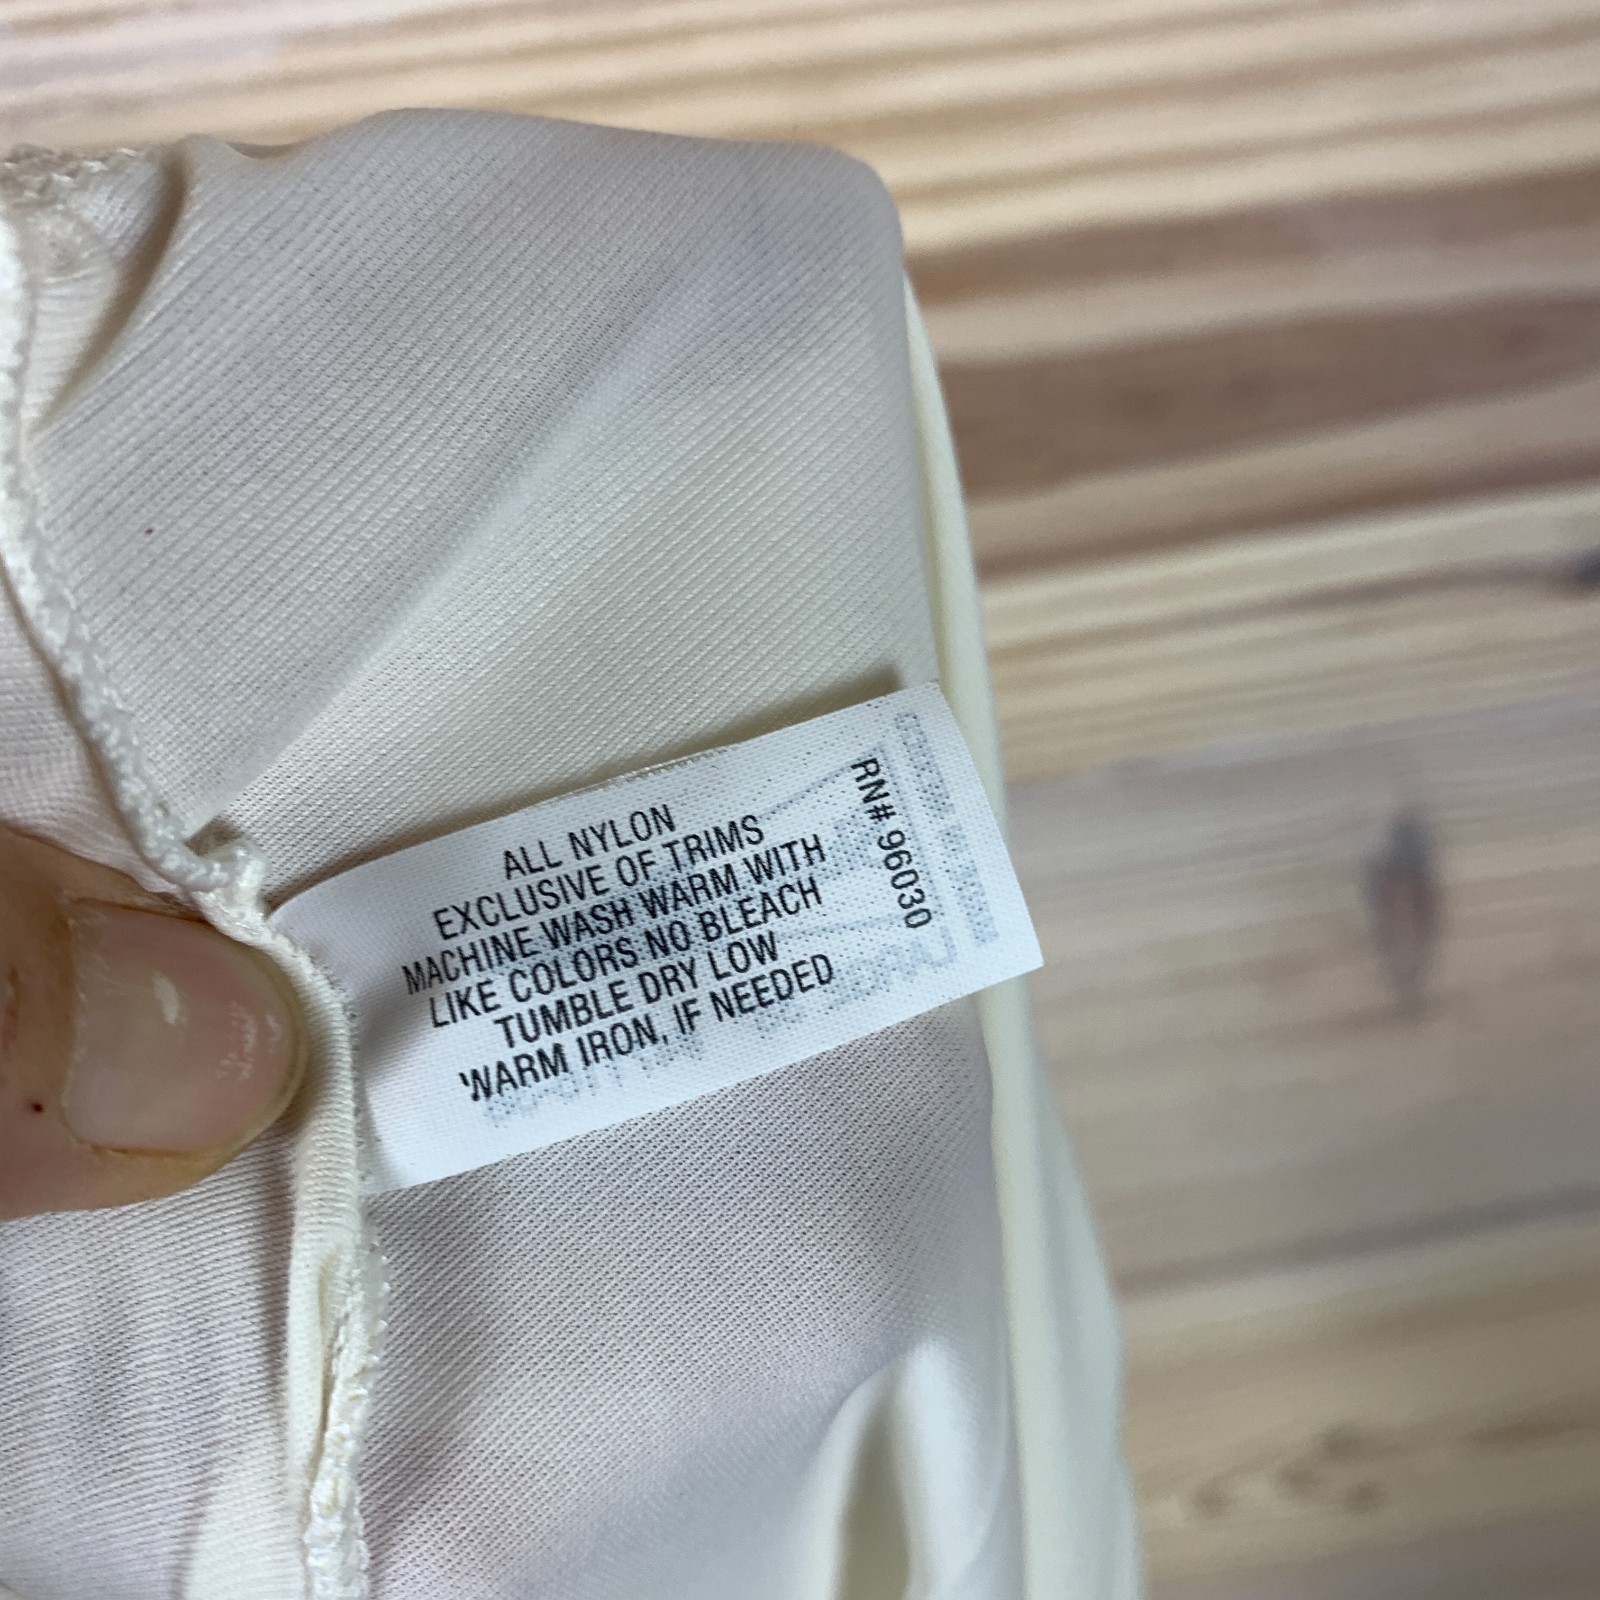 ALL NYLON
EXCLUSIVE OF TRIMS
MACHINE WASH WARM WITH
LIKE COLORS NO BLEACH
TUMBLE DRY LOW
WARM IRON, IF NEEDED
RN# 96030